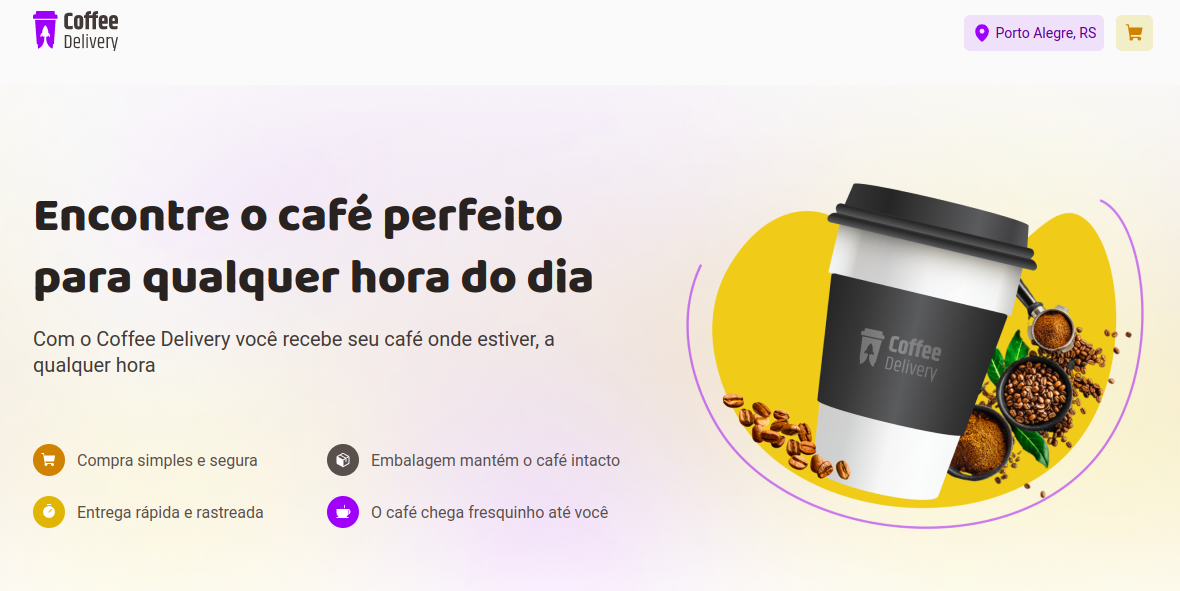 Coffee
Delivery
Porto Alegre, RS
Encontre o café perfeito
para qualquer hora do dia
Com o Coffee Delivery você recebe seu café onde estiver, a
qualquer hora
Coffee
Delivery
Compra simples e segura
Embalagem mantém o café intacto
Entrega rápida e rastreada
O café chega fresquinho até você